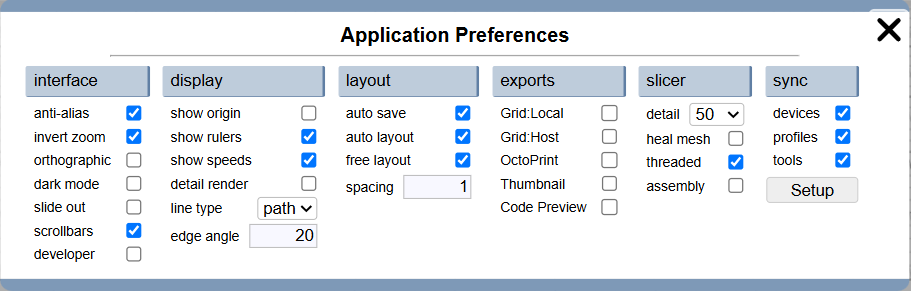 Application Preferences
interface
anti-alias
invert zoom
orthographic
dark mode
slide out
scrollbars
developer
display
show origin
show rulers
show speeds
detail render
line type path
edge angle 20
layout
auto save
auto layout
free layout
spacing 1
exports
Grid:Local
Grid:Host
OctoPrint
Thumbnail
Code Preview
slicer
detail 50
heal mesh
threaded
assembly
sync
devices
profiles
tools
Setup